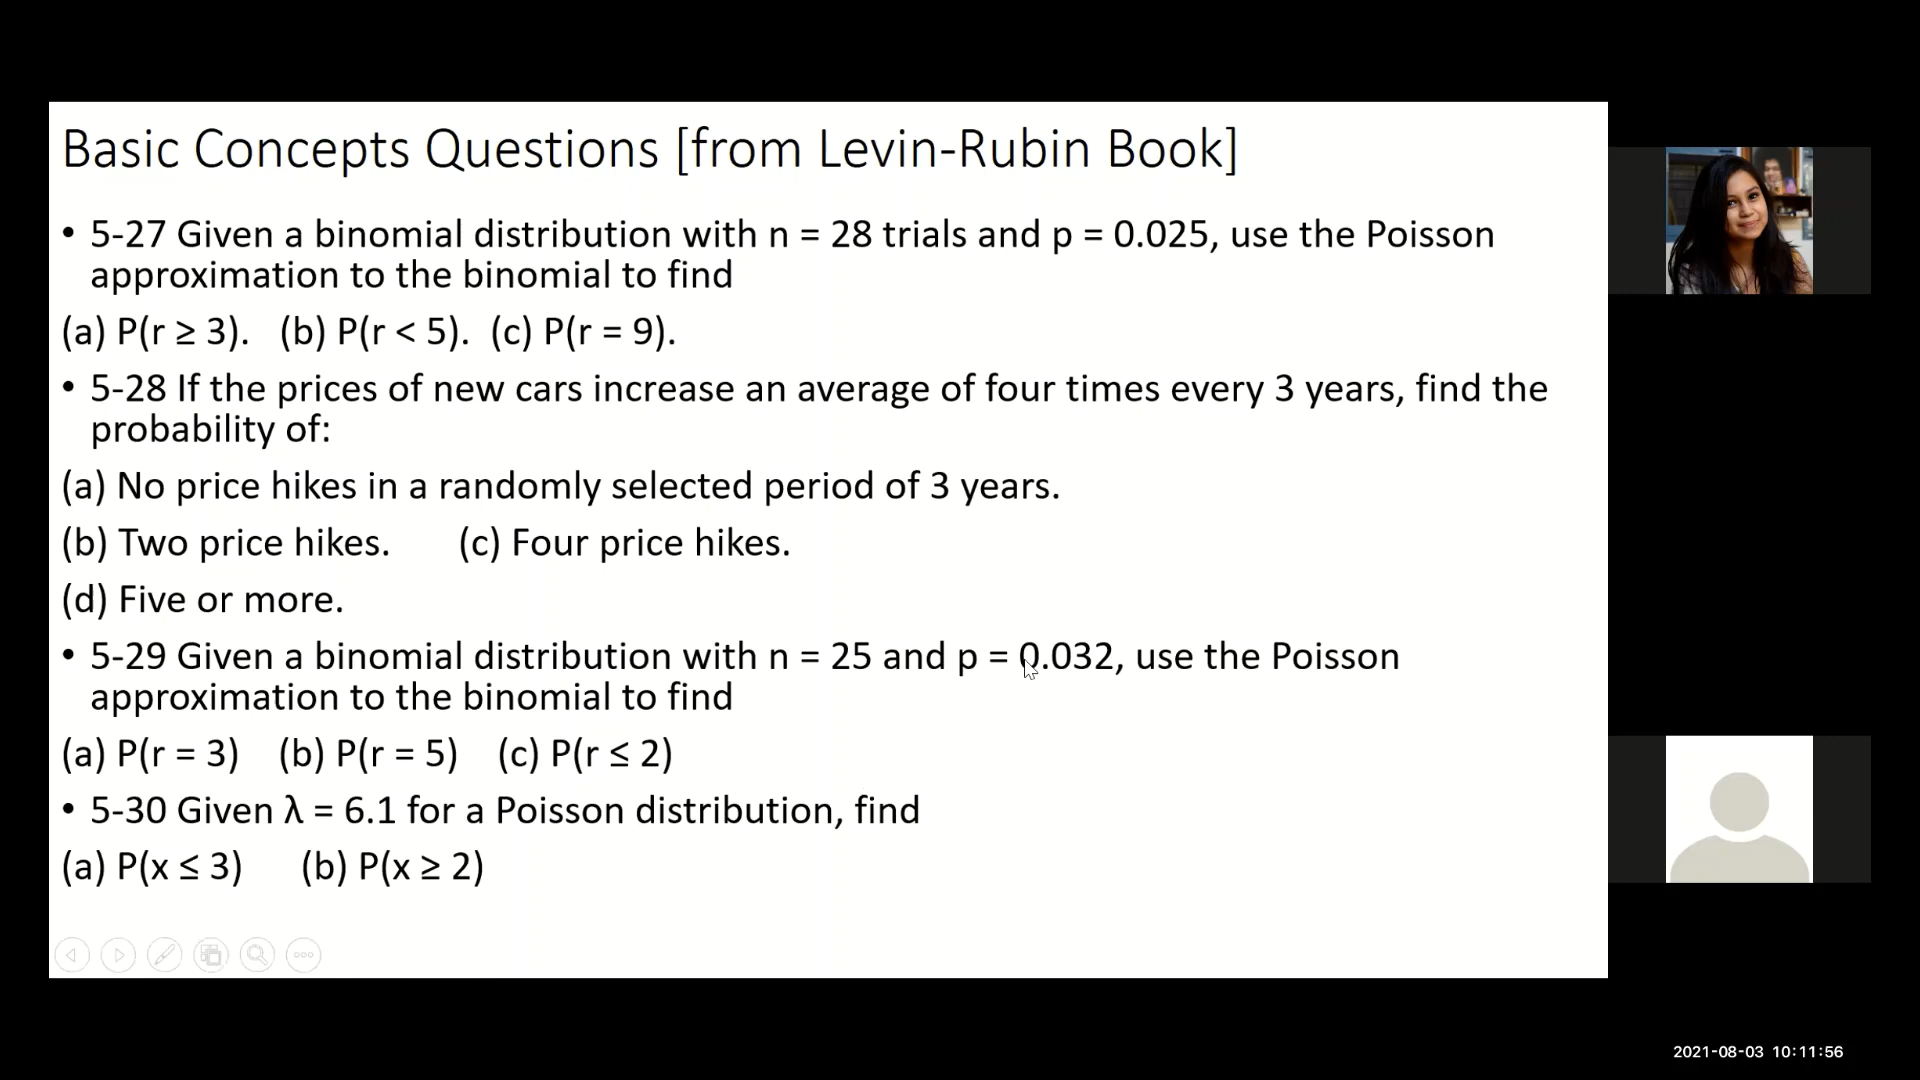 Basic Concepts Questions [from Levin-Rubin Book]
• 5-27 Given a binomial distribution with n = 28 trials and p = 0.025, use the Poisson
approximation to the binomial to find
(a) P(r ≥ 3). (b) P(r < 5). (c) P(r = 9).
• 5-28 If the prices of new cars increase an average of four times every 3 years, find the
probability of:
(a) No price hikes in a randomly selected period of 3 years.
(b) Two price hikes. (c) Four price hikes.
(d) Five or more.
• 5-29 Given a binomial distribution with n = 25 and p = 0.032, use the Poisson
approximation to the binomial to find
(a) P(r = 3) (b) P(r = 5) (c) P(r ≤ 2)
• 5-30 Given λ = 6.1 for a Poisson distribution, find
(a) P(x ≤ 3) (b) P(x ≥ 2)
2021-08-03 10:11:56